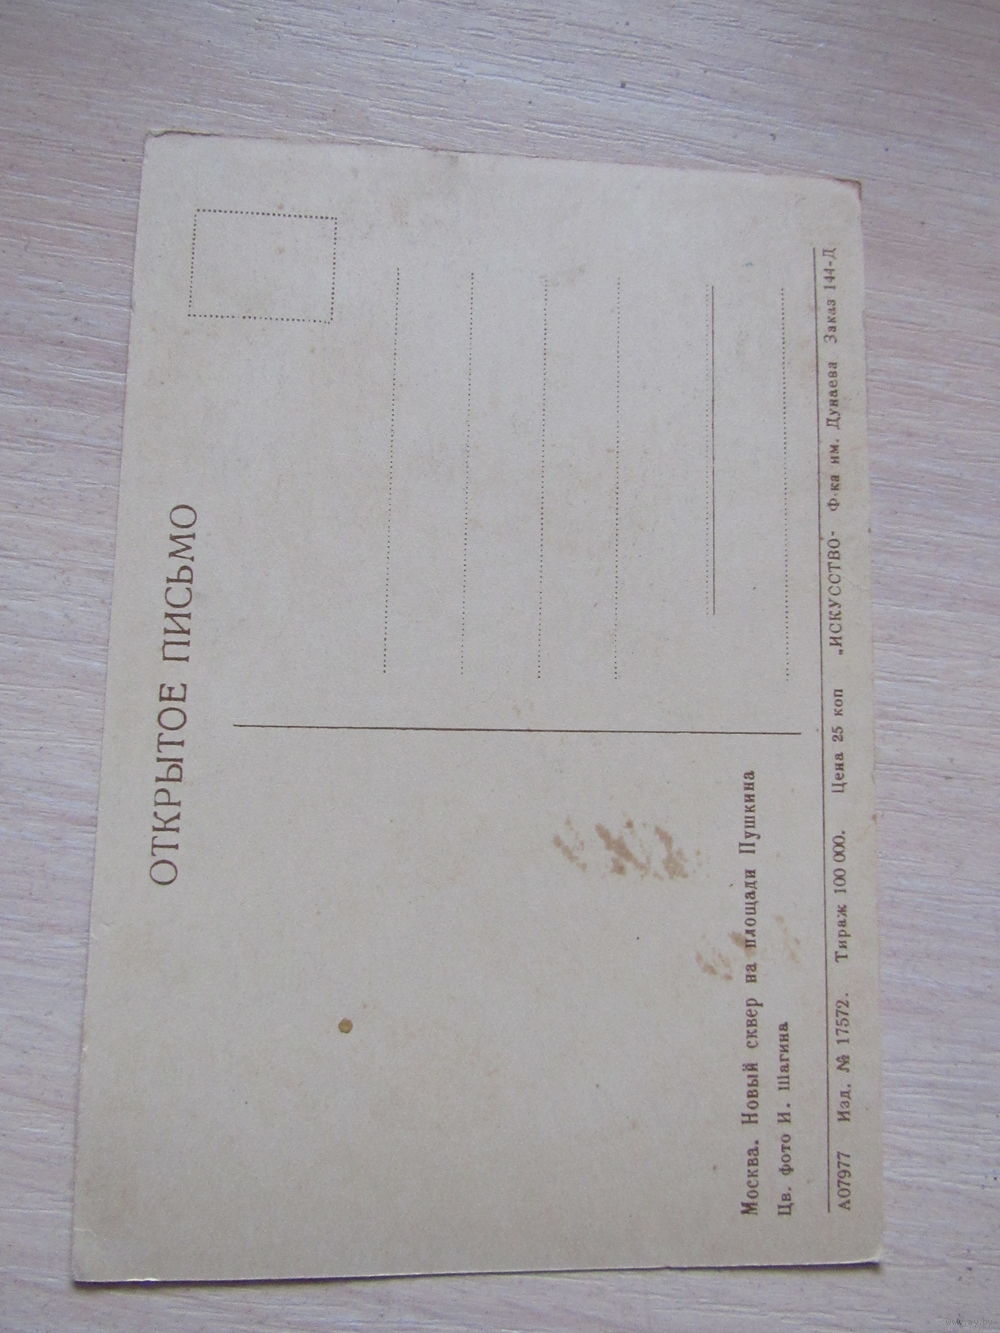 ОТКРЫТОЕ ПИСЬМО
Москва. Новый сквер на площади Пушкина
Цв. фото И. Шагина
А07977 Изд. № 17572. Тираж 100 000. Цена 25 коп „ИСКУССТВО“ Ф-ка им. Дунаева Заказ 144-Д